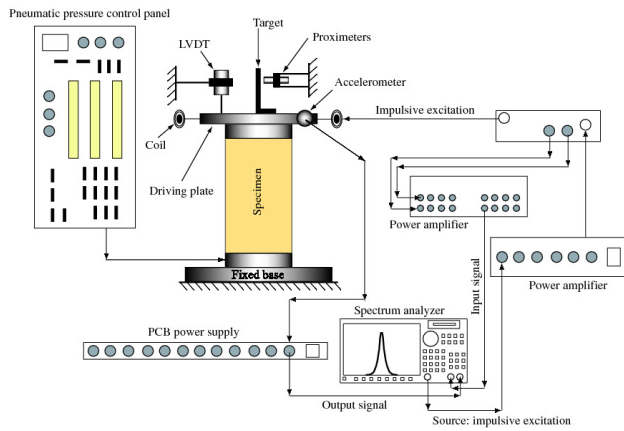 Pneumatic pressure control panel
Target
LVDT
Proximeters
Accelerometer
Impulsive excitation
Coil
Driving plate
Specimen
Power amplifier
Fixed base
Input signal
Power amplifier
Spectrum analyzer
PCB power supply
Output signal
Source: impulsive excitation